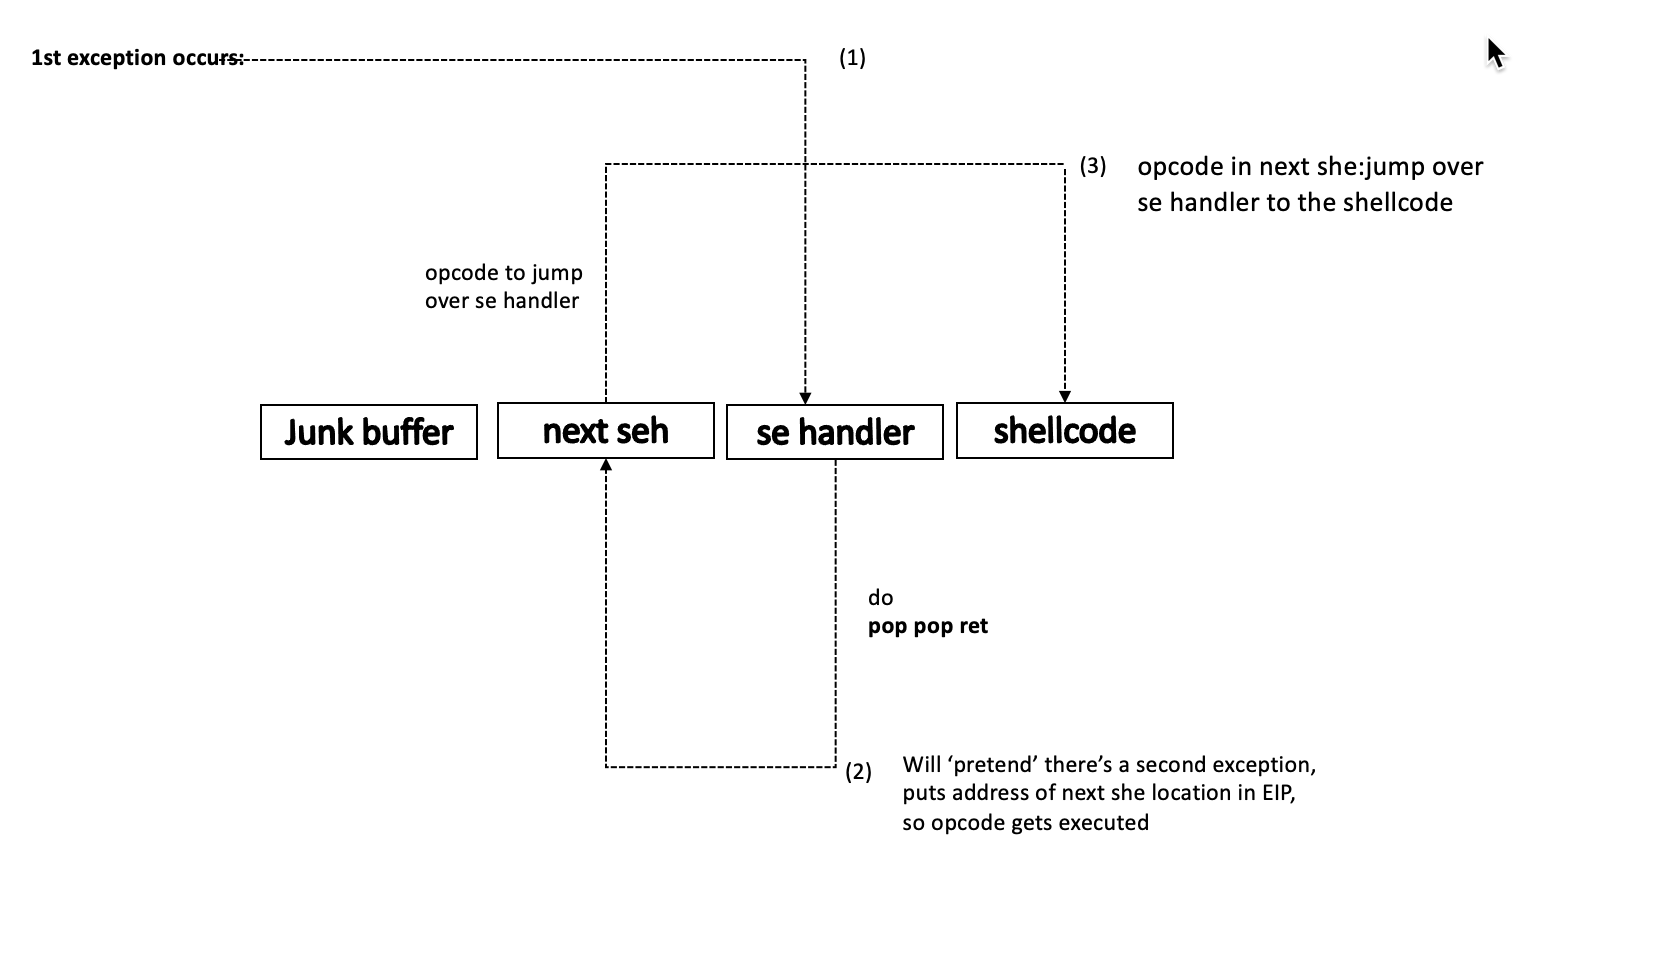 1st exception occurs:
(1)
(3)
opcode in next she:jump over
se handler to the shellcode
opcode to jump
over se handler
Junk buffer
next seh
se handler
shellcode
do
pop pop ret
(2)
Will ‘pretend’ there’s a second exception,
puts address of next she location in EIP,
so opcode gets executed